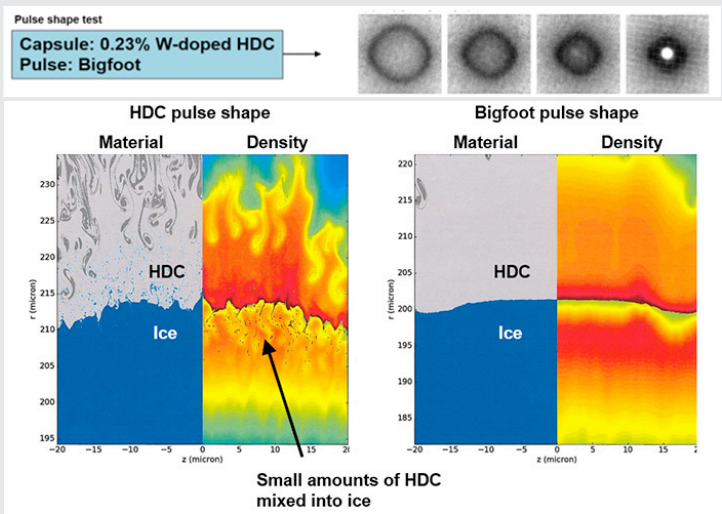 Pulse shape test
Capsule: 0.23% W-doped HDC
Pulse: Bigfoot
HDC pulse shape
Bigfoot pulse shape
Material
Density
Material
Density
230
225
220
215
210
205
200
195
r (micron)
HDC
Ice
−20
−15
−10
−5
0
5
10
15
z (micron)
220
215
210
205
200
195
190
185
r (micron)
HDC
Ice
−20
−15
−10
−5
0
5
10
15
z (micron)
Small amounts of HDC
mixed into ice